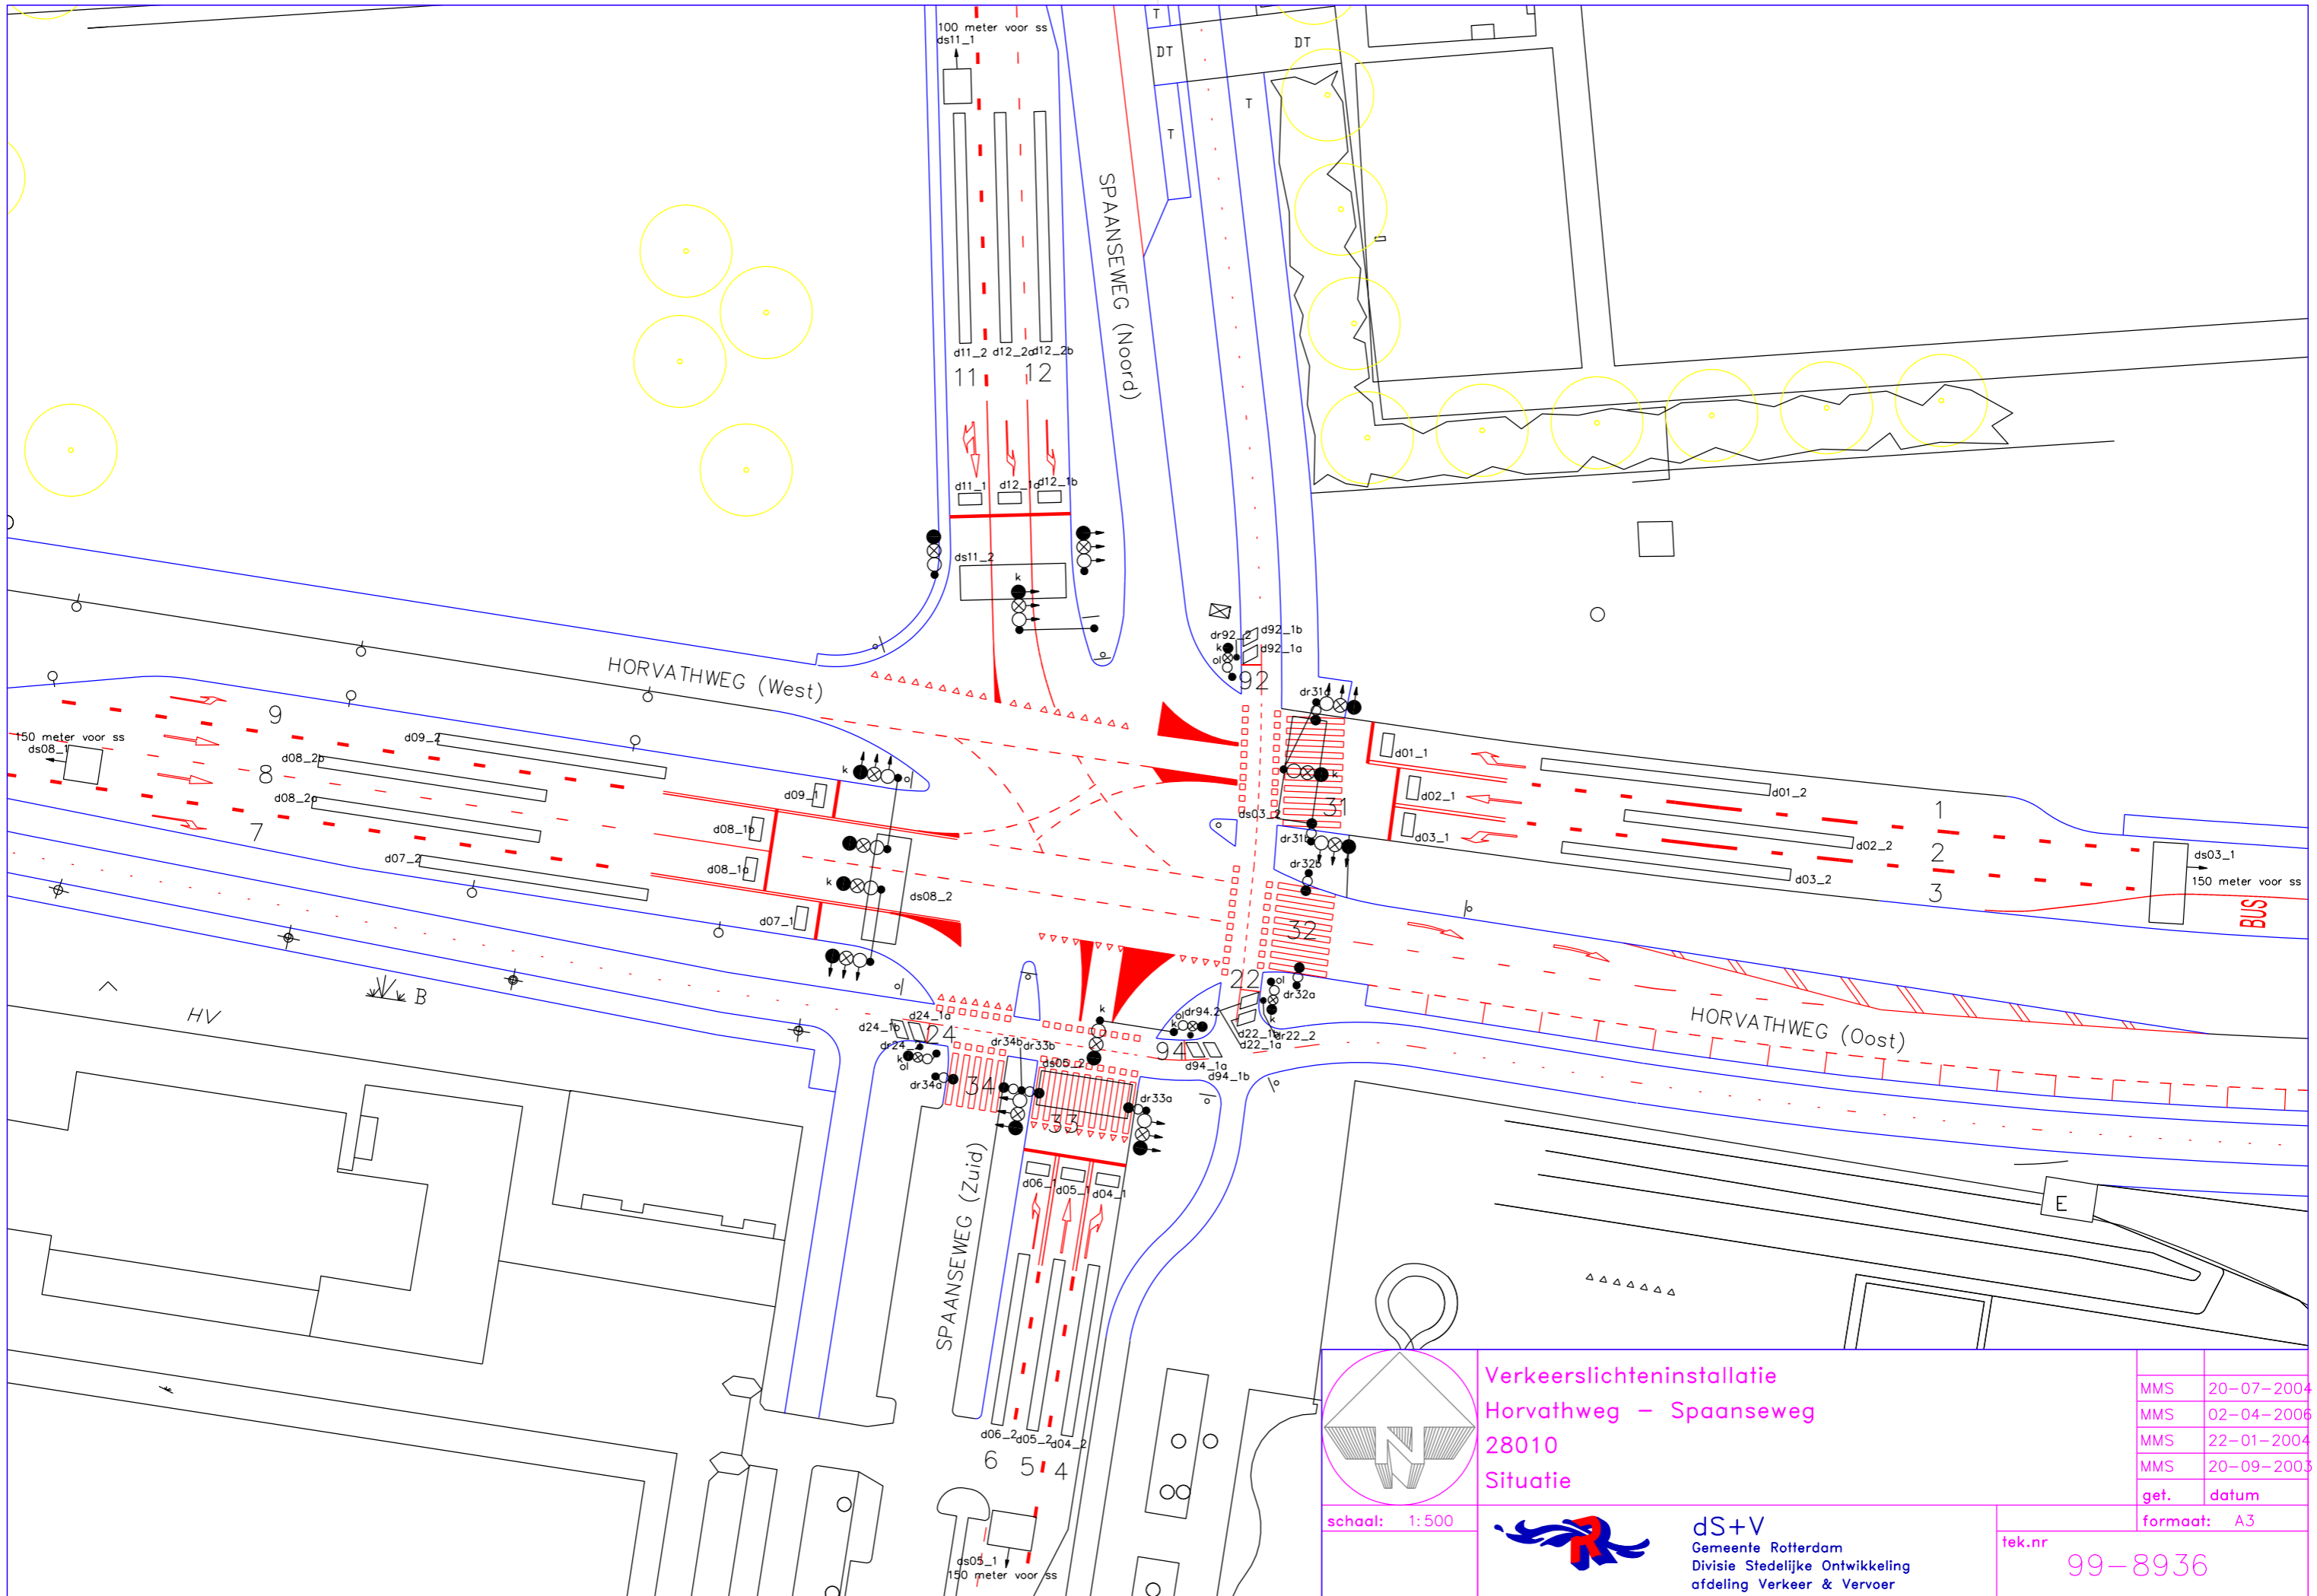 100 meter voor ss
ds11_1
T
DT
DT
T
T
SPAANSEWEG (Noord)
d11_2
d12_2a
d12_2b
11
12
d11_1
d12_1a
d12_1b
ds11_2
k
HORVATHWEG (West)
dr92_2
d92_1b
k
ol
d92_1a
92
dr31a
9
150 meter voor ss
ds08_1
d09_2
d08_2b
8
d08_2a
7
d07_2
d09_1
d08_1b
d08_1a
d07_1
k
k
ds08_2
k
31
ds03_2
dr31b
dr32b
d01_1
d02_1
d03_1
d01_2
d02_2
d03_2
1
2
3
ds03_1
150 meter voor ss
BUS
32
22
ol
dr32a
k
HORVATHWEG (Oost)
B
HV
d24_1b
d24_1a
24
dr24_2
k
ol
dr34a
34
dr34b
dr33b
ds05_2
k
k
ol
dr94.2
94
d22_1b
dr22_2
d22_1a
d94_1a
d94_1b
dr33a
33
d06_1
d05_1
d04_1
SPAANSEWEG (Zuid)
E
d06_2
d05_2
d04_2
6
5
4
ds05_1
150 meter voor ss
N
Verkeerslichteninstallatie
Horvathweg - Spaanseweg
28010
Situatie
MMS 20-07-2004
MMS 02-04-2006
MMS 22-01-2004
MMS 20-09-2003
get. datum
schaal: 1:500
formaat: A3
R
dS+V
Gemeente Rotterdam
Divisie Stedelijke Ontwikkeling
afdeling Verkeer & Vervoer
tek.nr
99-8936